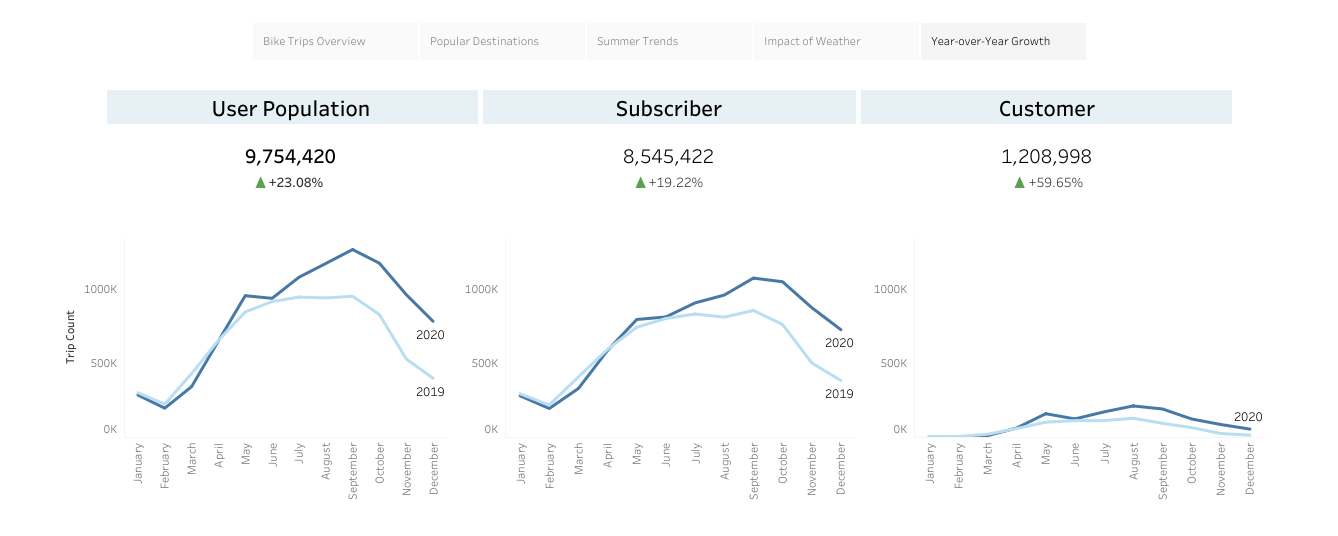 Bike Trips Overview
Popular Destinations
Summer Trends
Impact of Weather
Year-over-Year Growth
User Population
Subscriber
Customer
9,754,420
▲+23.08%
8,545,422
▲+19.22%
1,208,998
▲+59.65%
Trip Count
1000K
500K
0K
2020
2019
January
February
March
April
May
June
July
August
September
October
November
December
1000K
500K
0K
2020
2019
January
February
March
April
May
June
July
August
September
October
November
December
1000K
500K
0K
2020
January
February
March
April
May
June
July
August
September
October
November
December